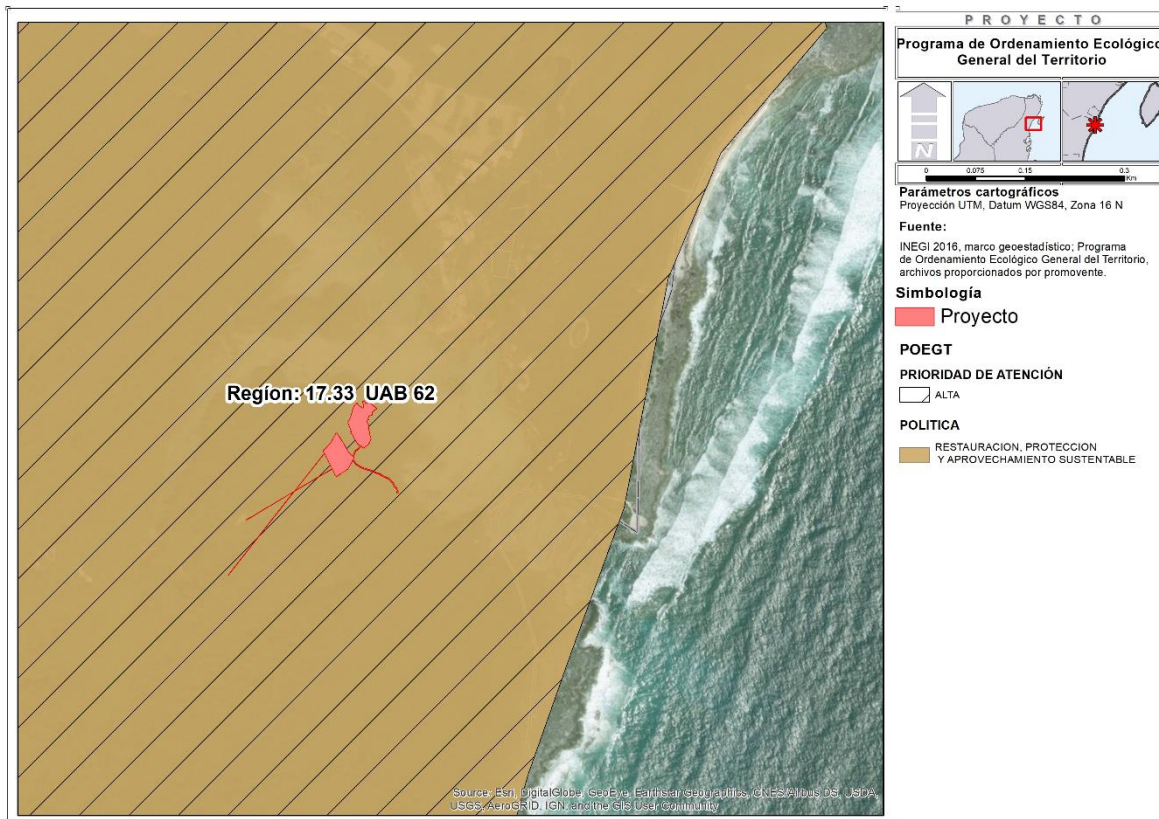 PROYECTO
Programa de Ordenamiento Ecológico
General del Territorio
N
0 0.075 0.15 0.3
Km
Parámetros cartográficos
Proyección UTM, Datum WGS84, Zona 16 N
Fuente:
INEGI 2016, marco geoestadístico; Programa
de Ordenamiento Ecológico General del Territorio,
archivos proporcionados por promovente.
Simbología
Proyecto
POEGT
PRIORIDAD DE ATENCIÓN
ALTA
POLITICA
RESTAURACION, PROTECCION
Y APROVECHAMIENTO SUSTENTABLE
Regíon: 17.33 UAB 62
Source: Esri, DigitalGlobe, GeoEye, Earthstar Geographics, CNES/Airbus DS, USDA,
USGS, AeroGRID, IGN, and the GIS User Community